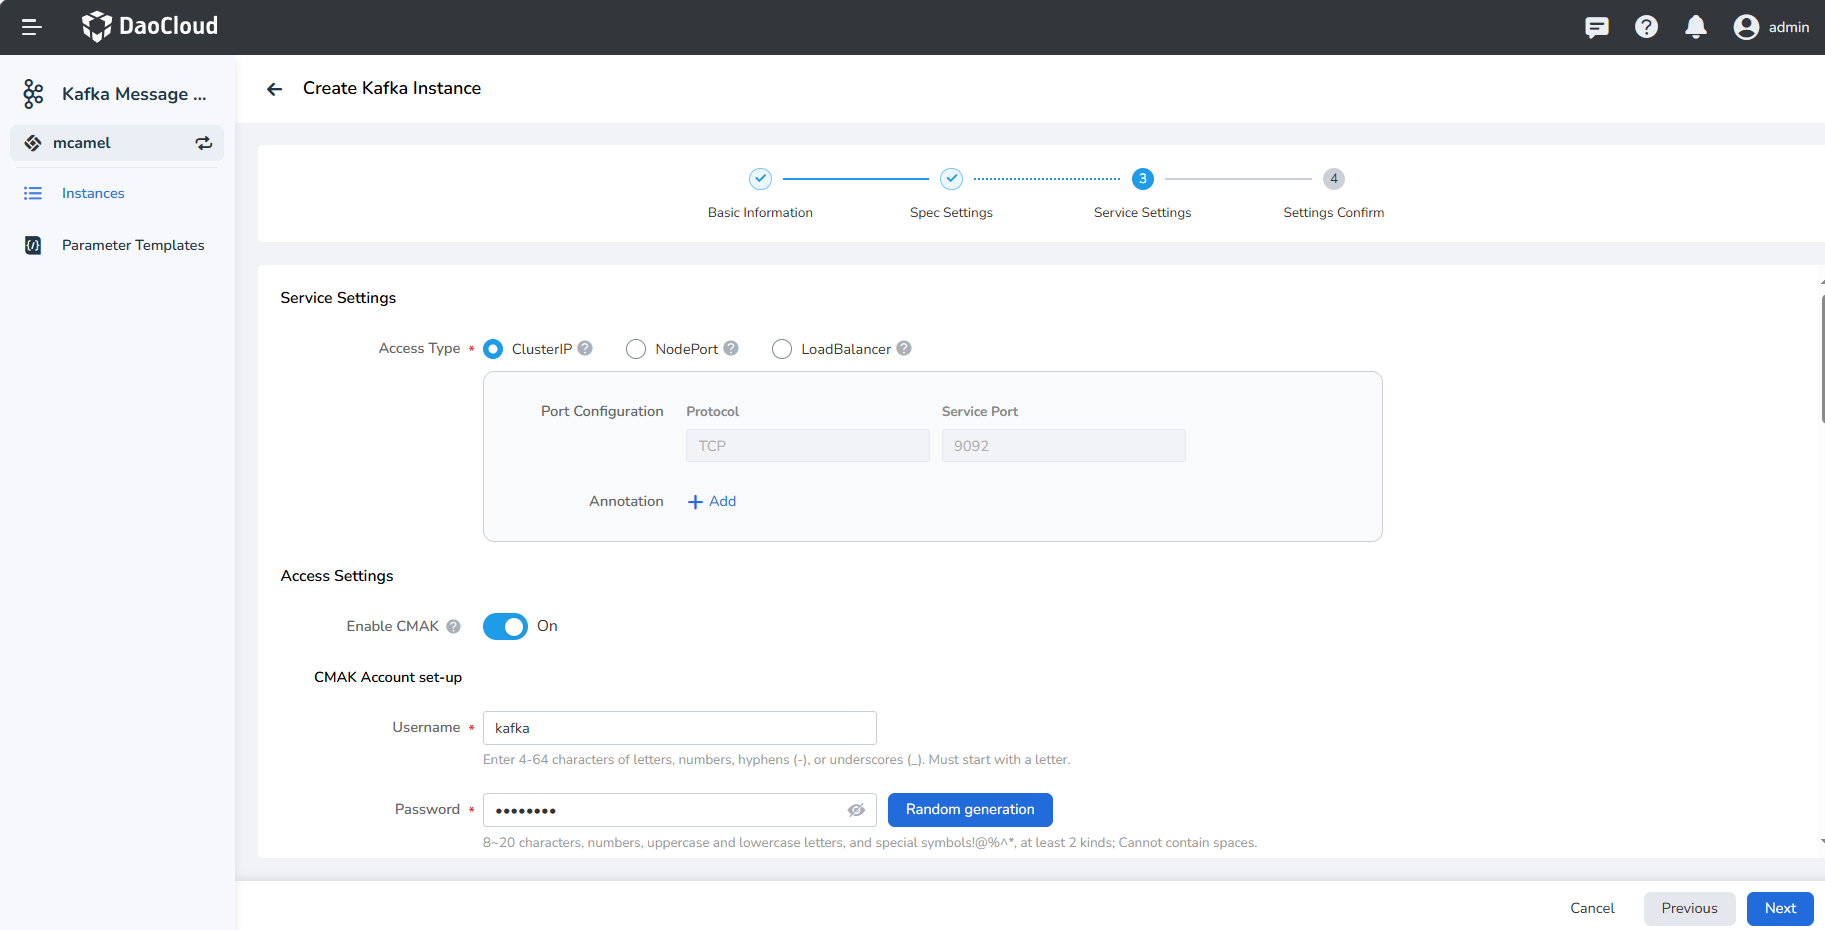 DaoCloud
admin
Kafka Message ...
mcamel
Instances
Parameter Templates
Create Kafka Instance
3
4
Basic Information
Spec Settings
Service Settings
Settings Confirm
Service Settings
Access Type *
ClusterIP ?
NodePort ?
LoadBalancer ?
Port Configuration
Protocol
Service Port
TCP
9092
Annotation
+ Add
Access Settings
Enable CMAK ?
On
CMAK Account set-up
Username *
kafka
Enter 4-64 characters of letters, numbers, hyphens (-), or underscores (_). Must start with a letter.
Password *
••••••••
Random generation
8~20 characters, numbers, uppercase and lowercase letters, and special symbols!@%^*, at least 2 kinds; Cannot contain spaces.
Cancel
Previous
Next